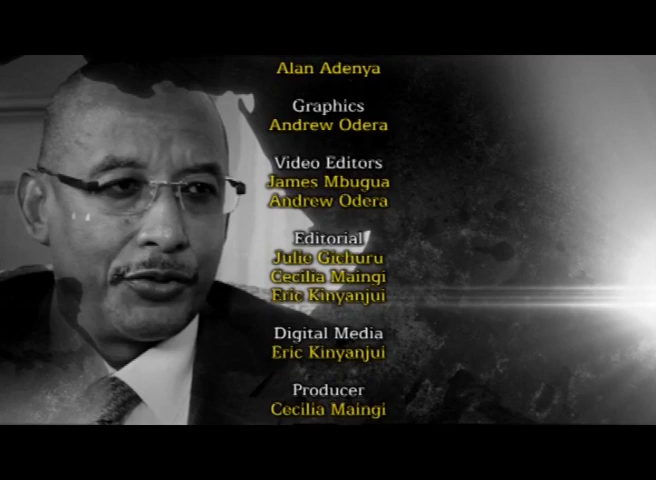 Alan Adenya
Graphics
Andrew Odera
Video Editors
James Mbugua
Andrew Odera
Editorial
Julie Gichuru
Cecilia Maingi
Eric Kinyanjui
Digital Media
Eric Kinyanjui
Producer
Cecilia Maingi